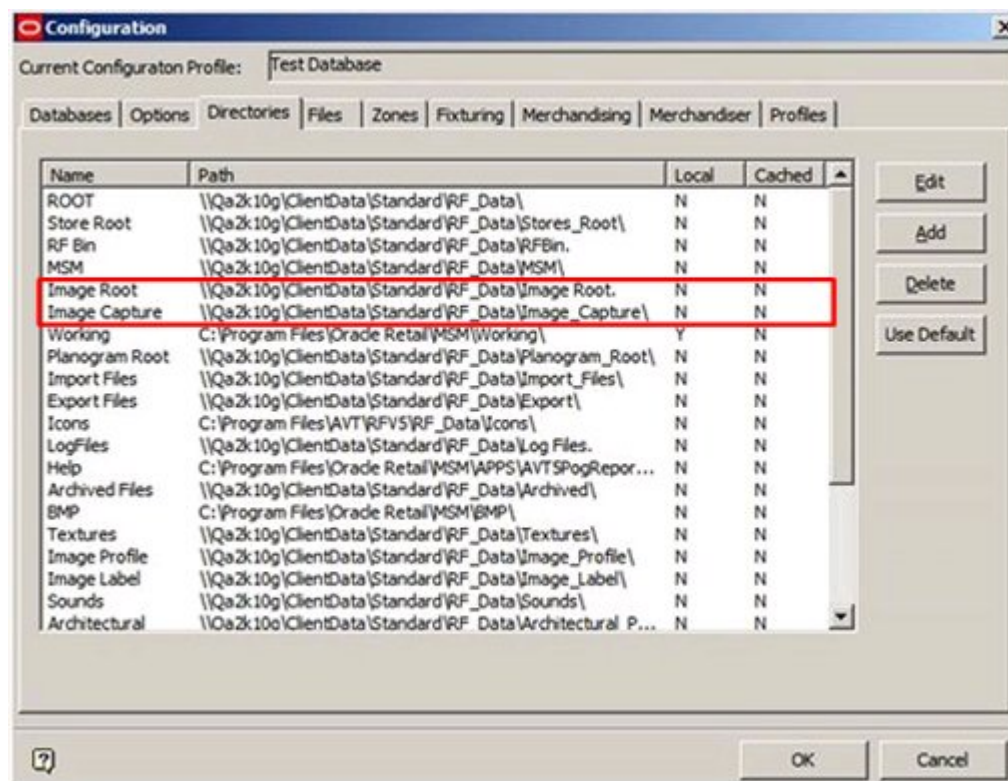 Configuration
Current Configuraton Profile: Test Database
Databases Options Directories Files Zones Fixturing Merchandising Merchandiser Profiles
Name Path Local Cached
ROOT \\Qa2k10g\ClientData\Standard\RF_Data\ N N
Store Root \\Qa2k10g\ClientData\Standard\RF_Data\Stores_Root\ N N
RF Bin \\Qa2k10g\ClientData\Standard\RF_Data\RFBin. N N
MSM \\Qa2k10g\ClientData\Standard\RF_Data\MSM\ N N
Image Root \\Qa2k10g\ClientData\Standard\RF_Data\Image Root. N N
Image Capture \\Qa2k10g\ClientData\Standard\RF_Data\Image_Capture\ N N
Working C:\Program Files\Oracle Retail\MSM\Working\ Y N
Planogram Root \\Qa2k10g\ClientData\Standard\RF_Data\Planogram_Root\ N N
Import Files \\Qa2k10g\ClientData\Standard\RF_Data\Import_Files\ N N
Export Files \\Qa2k10g\ClientData\Standard\RF_Data\Export\ N N
Icons C:\Program Files\AVT\RFV5\RF_Data\Icons\ N N
LogFiles \\Qa2k10g\ClientData\Standard\RF_Data\Log Files. N N
Help C:\Program Files\Oracle Retail\MSM\APPS\AVTSPogRepor... N N
Archived Files \\Qa2k10g\ClientData\Standard\RF_Data\Archived\ N N
BMP C:\Program Files\Oracle Retail\MSM\BMP\ N N
Textures \\Qa2k10g\ClientData\Standard\RF_Data\Textures\ N N
Image Profile \\Qa2k10g\ClientData\Standard\RF_Data\Image_Profile\ N N
Image Label \\Qa2k10g\ClientData\Standard\RF_Data\Image_Label\ N N
Sounds \\Qa2k10g\ClientData\Standard\RF_Data\Sounds\ N N
Architectural \\Qa2k10g\ClientData\Standard\RF_Data\Architectural_P... N N
Edit
Add
Delete
Use Default
?
OK Cancel